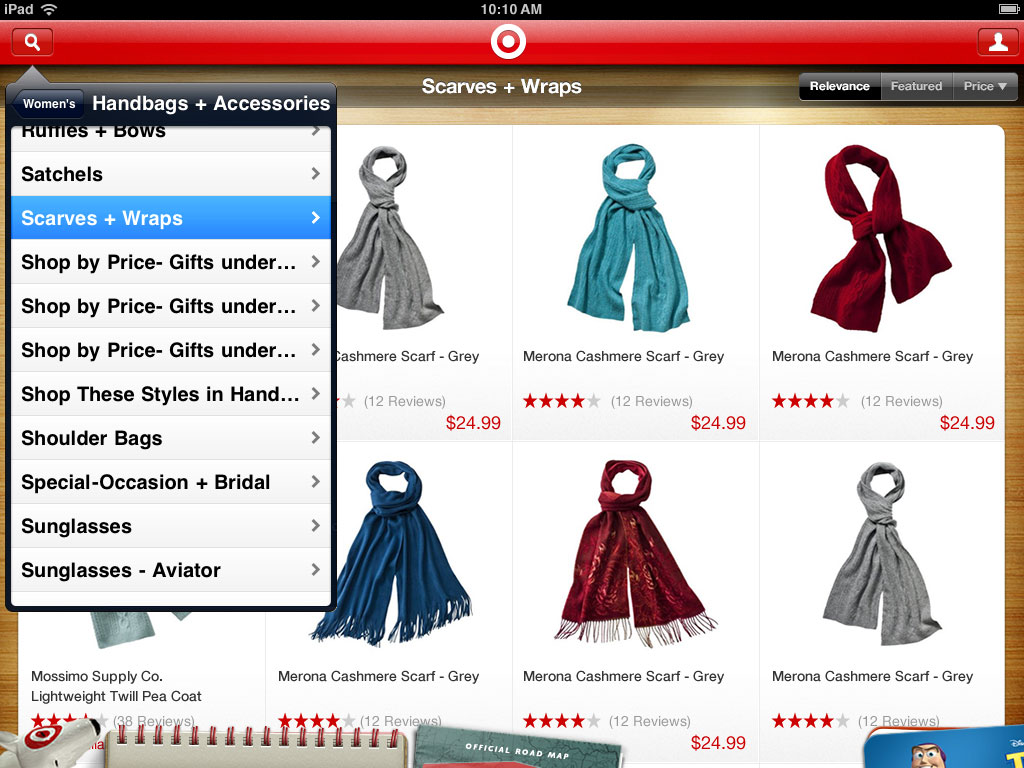 iPad
10:10 AM
Scarves + Wraps
Relevance
Featured
Price ▼
Women's
Handbags + Accessories
Ruffles + Bows
Satchels
Scarves + Wraps
Shop by Price- Gifts under...
Shop by Price- Gifts under...
Shop by Price- Gifts under...
Shop These Styles in Hand...
Shoulder Bags
Special-Occasion + Bridal
Sunglasses
Sunglasses - Aviator
Cashmere Scarf - Grey
(12 Reviews)
$24.99
Merona Cashmere Scarf - Grey
(12 Reviews)
$24.99
Merona Cashmere Scarf - Grey
(12 Reviews)
$24.99
Mossimo Supply Co.
Lightweight Twill Pea Coat
(38 Reviews)
Merona Cashmere Scarf - Grey
(12 Reviews)
Merona Cashmere Scarf - Grey
(12 Reviews)
$24.99
Merona Cashmere Scarf - Grey
(12 Reviews)
OFFICIAL ROAD MAP